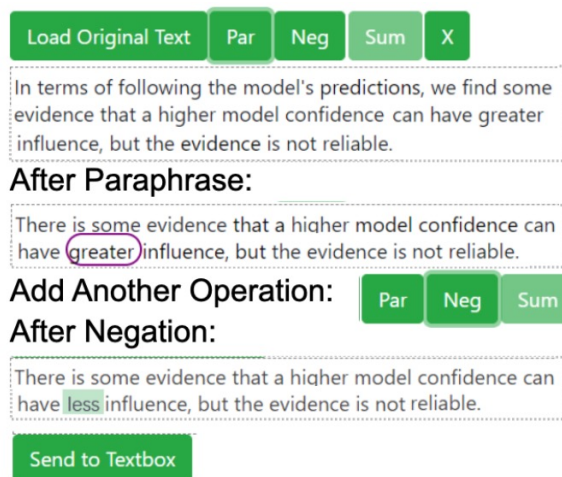 Load Original Text Par Neg Sum X
In terms of following the model's predictions, we find some
evidence that a higher model confidence can have greater
influence, but the evidence is not reliable.
After Paraphrase:
There is some evidence that a higher model confidence can
have greater influence, but the evidence is not reliable.
Add Another Operation: Par Neg Sum
After Negation:
There is some evidence that a higher model confidence can
have less influence, but the evidence is not reliable.
Send to Textbox